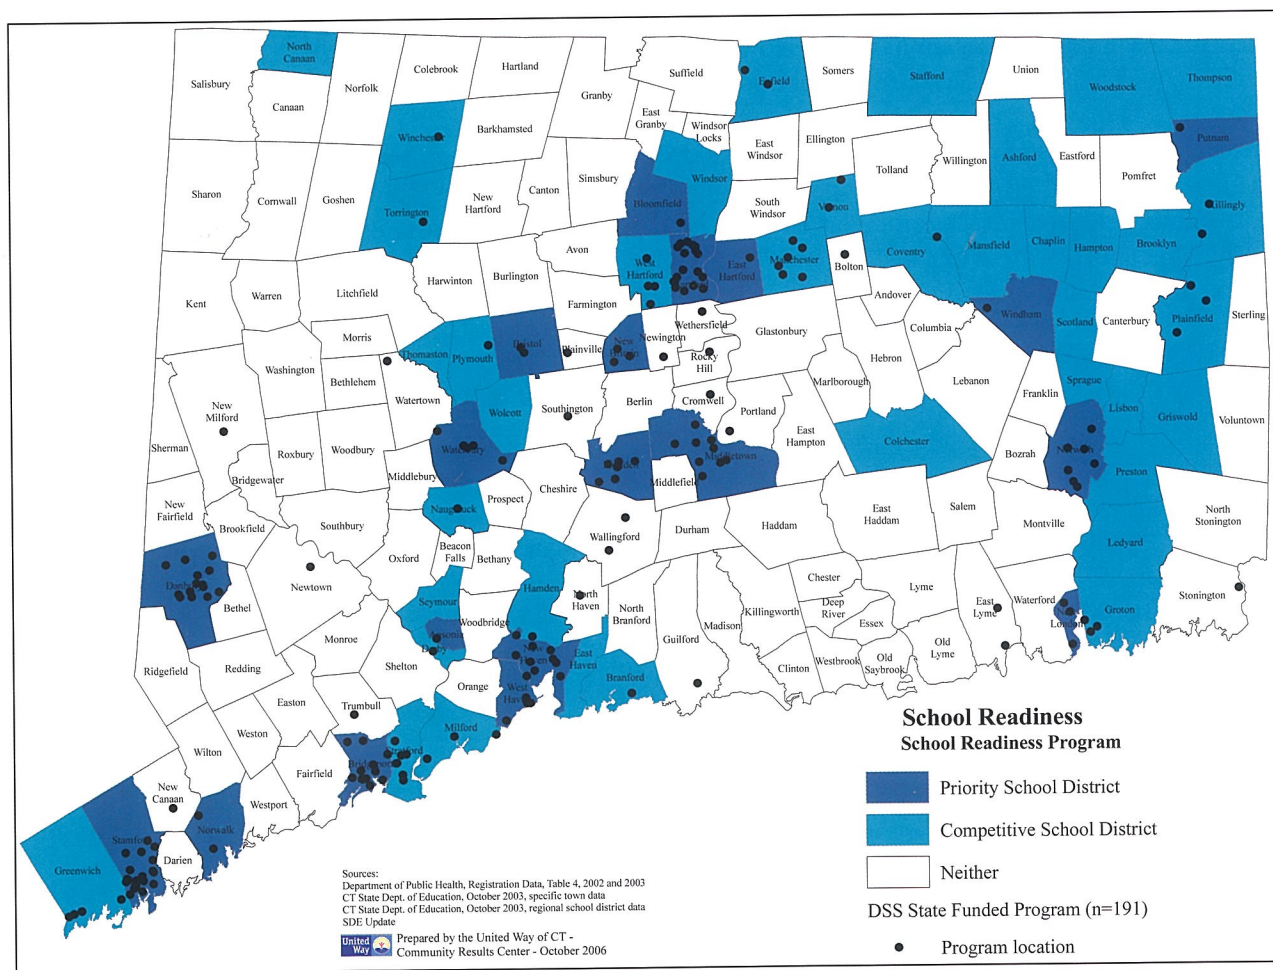 North
Canaan
Salisbury
Canaan
Norfolk
Colebrook
Hartland
Granby
Suffield
Enfield
Somers
Stafford
Union
Woodstock
Thompson
Winchester
Barkhamsted
East
Granby
Windsor
Locks
East
Windsor
Ellington
Tolland
Willington
Ashford
Eastford
Pomfret
Putnam
Sharon
Cornwall
Goshen
Torrington
New
Hartford
Canton
Simsbury
Bloomfield
Windsor
South
Windsor
Vernon
Killingly
Kent
Warren
Litchfield
Harwinton
Burlington
Avon
Farmington
West
Hartford
East
Hartford
Manchester
Bolton
Coventry
Mansfield
Chaplin
Hampton
Brooklyn
Andover
Columbia
Windham
Scotland
Canterbury
Plainfield
Sterling
Morris
Washington
Bethlehem
Thomaston
Plymouth
Bristol
Plainville
New
Newington
Wethersfield
Rocky
Hill
Glastonbury
Hebron
Marlborough
Lebanon
Franklin
Sprague
Lisbon
Griswold
Voluntown
New
Milford
Watertown
Wolcott
Southington
Berlin
Cromwell
Portland
East
Hampton
Colchester
Bozrah
Norwich
Preston
Sherman
Roxbury
Woodbury
Bridgewater
Middlebury
Waterbury
Cheshire
Middlefield
Middletown
New
Fairfield
Brookfield
Southbury
Naugatuck
Prospect
Wallingford
Durham
Haddam
East
Haddam
Salem
Montville
Ledyard
North
Stonington
Oxford
Beacon
Falls
Bethany
Hamden
North
Haven
North
Branford
Newtown
Bethel
Seymour
Woodbridge
Guilford
Madison
Killingworth
Chester
Deep
River
Essex
Lyme
East
Lyme
Waterford
New
London
Groton
Stonington
Monroe
Shelton
Ansonia
Derby
Orange
New
Haven
West
Haven
East
Haven
Branford
Clinton
Westbrook
Old
Saybrook
Old
Lyme
Ridgefield
Redding
Easton
Trumbull
Milford
Stratford
Wilton
Weston
Fairfield
New
Canaan
Norwalk
Westport
Stamford
Darien
Greenwich
School Readiness
School Readiness Program
Priority School District
Competitive School District
Neither
DSS State Funded Program (n=191)
Program location
Sources:
Department of Public Health, Registration Data, Table 4, 2002 and 2003
CT State Dept. of Education, October 2003, specific town data
CT State Dept. of Education, October 2003, regional school district data
SDE Update
United
Way
Prepared by the United Way of CT -
Community Results Center - October 2006